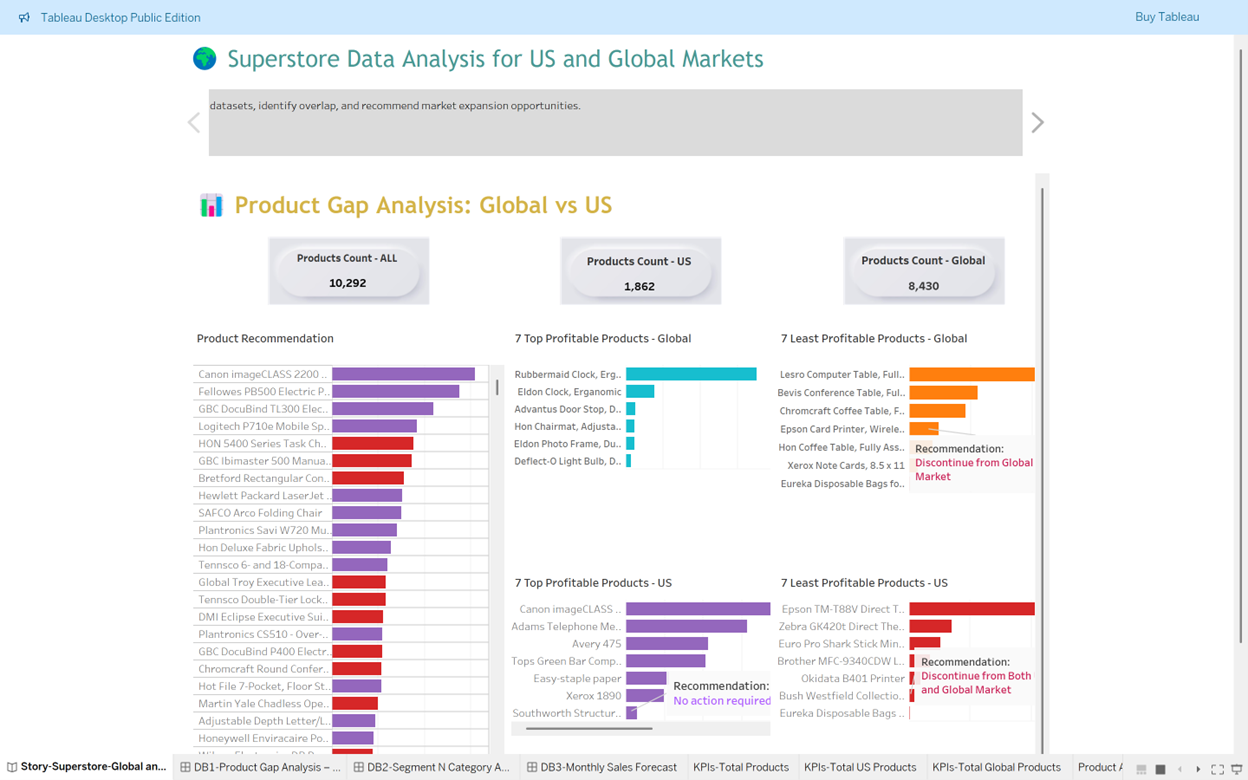 Tableau Desktop Public Edition
Buy Tableau
Superstore Data Analysis for US and Global Markets
datasets, identify overlap, and recommend market expansion opportunities.
Product Gap Analysis: Global vs US
Products Count - ALL
10,292
Products Count - US
1,862
Products Count - Global
8,430
Product Recommendation
Canon imageCLASS 2200 ..
Fellowes PB500 Electric P..
GBC DocuBind TL300 Elec..
Logitech P710e Mobile Sp..
HON 5400 Series Task Ch..
GBC Ibimaster 500 Manua..
Bretford Rectangular Con..
Hewlett Packard LaserJet ..
SAFCO Arco Folding Chair
Plantronics Savi W720 Mu..
Hon Deluxe Fabric Uphols..
Tennsco 6- and 18-Compa..
Global Troy Executive Lea..
Tennsco Double-Tier Lock..
DMI Eclipse Executive Sui..
Plantronics CS510 - Over-..
GBC DocuBind P400 Electr..
Chromcraft Round Confer..
Hot File 7-Pocket, Floor St..
Martin Yale Chadless Ope..
Adjustable Depth Letter/L..
Honeywell Enviracaire Po..
7 Top Profitable Products - Global
Rubbermaid Clock, Erg..
Eldon Clock, Erganomic
Advantus Door Stop, D..
Hon Chairmat, Adjusta..
Eldon Photo Frame, Du..
Deflect-O Light Bulb, D..
7 Least Profitable Products - Global
Lesro Computer Table, Full..
Bevis Conference Table, Ful..
Chromcraft Coffee Table, F..
Epson Card Printer, Wirele..
Hon Coffee Table, Fully Ass..
Xerox Note Cards, 8.5 x 11
Eureka Disposable Bags fo..
Recommendation:
Discontinue from Global
Market
7 Top Profitable Products - US
Canon imageCLASS ..
Adams Telephone Me..
Avery 475
Tops Green Bar Comp..
Easy-staple paper
Xerox 1890
Southworth Structur..
Recommendation:
No action required
7 Least Profitable Products - US
Epson TM-T88V Direct T..
Zebra GK420t Direct The..
Euro Pro Shark Stick Min..
Brother MFC-9340CDW L..
Okidata B401 Printer
Bush Westfield Collectio..
Eureka Disposable Bags ..
Recommendation:
Discontinue from Both
and Global Market
Story-Superstore-Global an...
DB1-Product Gap Analysis – ...
DB2-Segment N Category A...
DB3-Monthly Sales Forecast
KPIs-Total Products
KPIs-Total US Products
KPIs-Total Global Products
Product